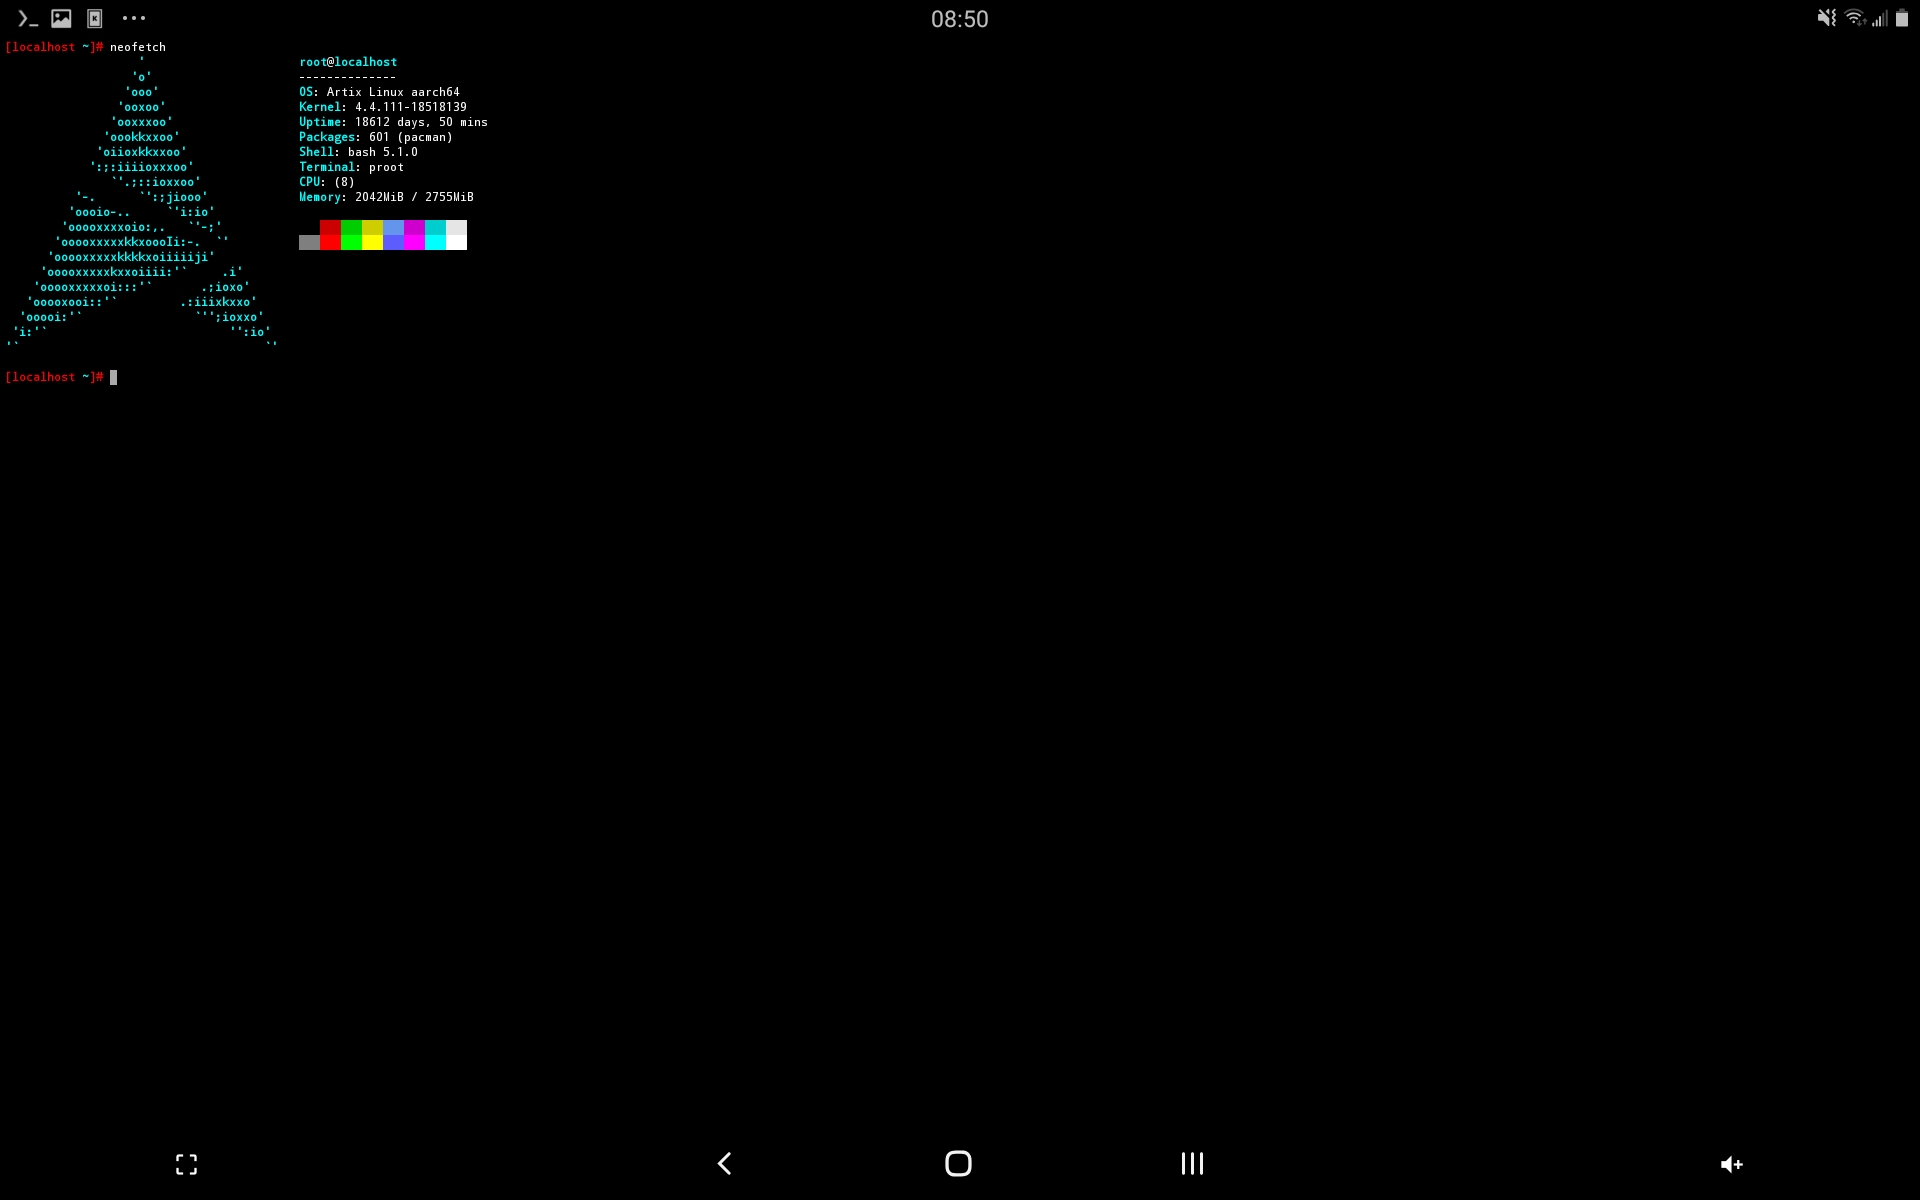 08:50
[localhost ~]# neofetch
'
'o'
'ooo'
'ooxoo'
'ooxxxoo'
'oookkxxoo'
'oiioxkkxxoo'
':;:iiiioxxxoo'
`'.;::ioxxoo'
'-.      `':;jiooo'
'oooio-..     `'i:io'
'ooooxxxxoio:,.   `'-;'
'ooooxxxxxkkxoooIi:-.  `'
'ooooxxxxxkkkkxoiiiiiji'
'ooooxxxxxkxxoiiii:'`     .i'
'ooooxxxxxoi:::'`       .;ioxo'
'ooooxooi::'`         .:iiixkxxo'
'ooooi:'`                `'';ioxxo'
'i:'`                          '':io'
'`                                   `'
root@localhost
--------------
OS: Artix Linux aarch64
Kernel: 4.4.111-18518139
Uptime: 18612 days, 50 mins
Packages: 601 (pacman)
Shell: bash 5.1.0
Terminal: proot
CPU: (8)
Memory: 2042MiB / 2755MiB
[localhost ~]#